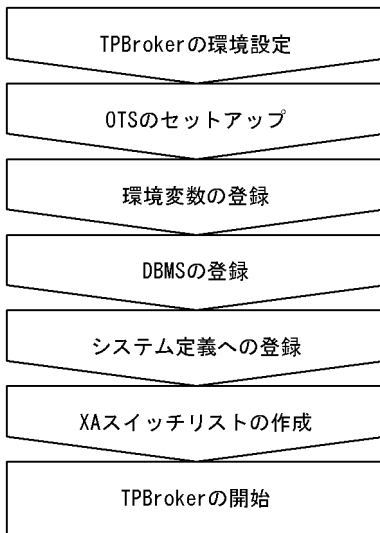 TPBrokerの環境設定
OTSのセットアップ
環境変数の登録
DBMSの登録
システム定義への登録
XAスイッチリストの作成
TPBrokerの開始